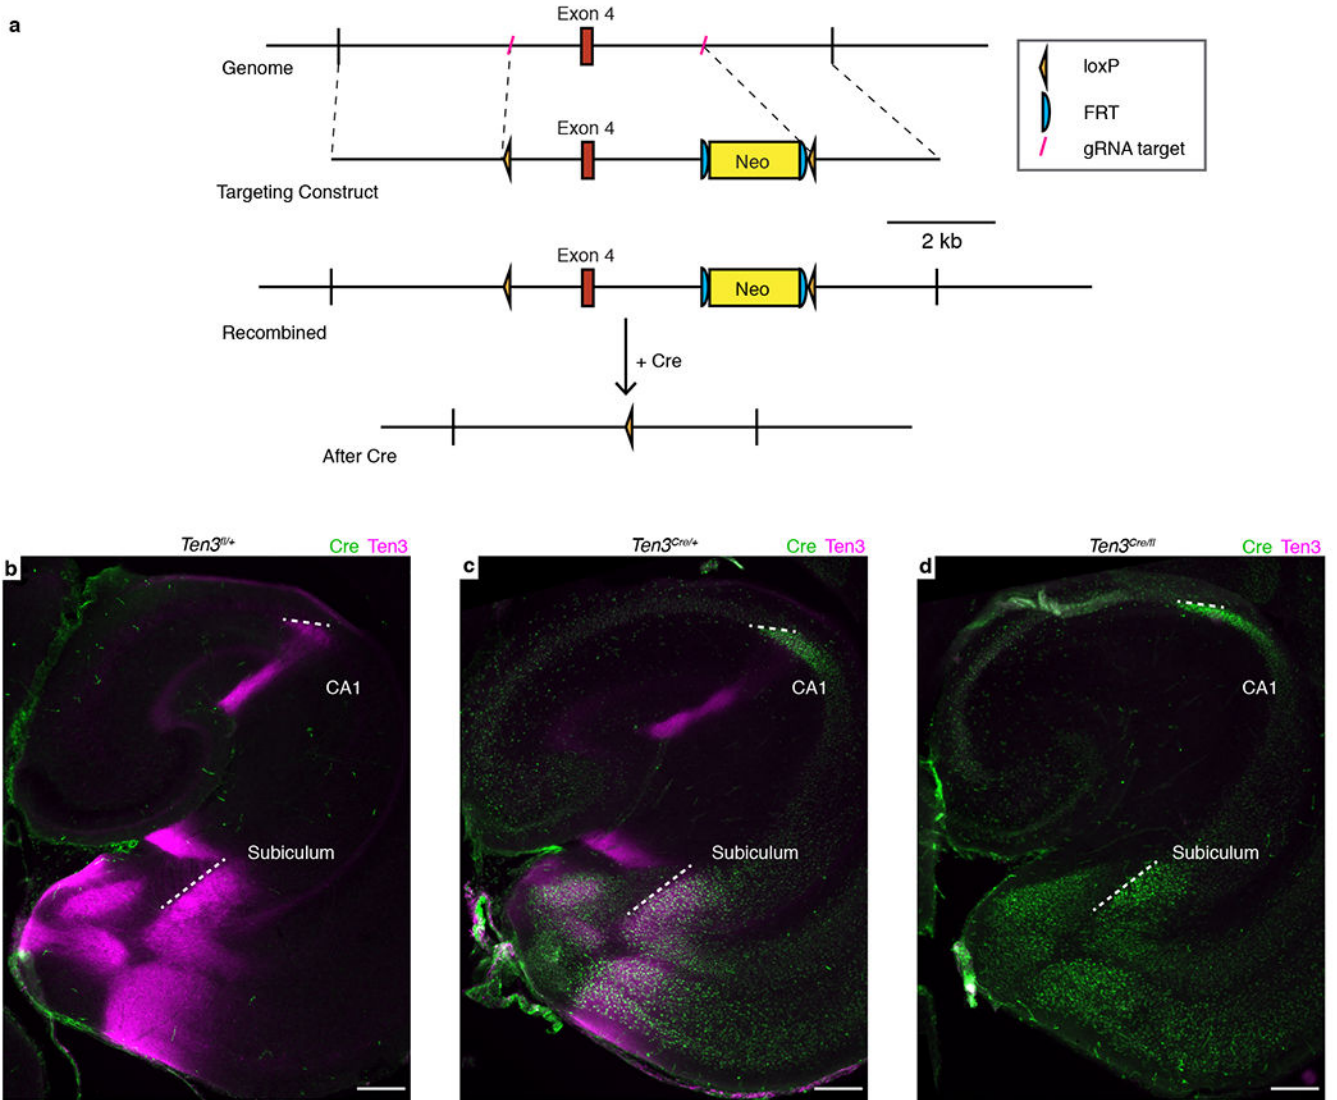 a
Exon 4
Genome
loxP
FRT
gRNA target
Exon 4
Neo
Targeting Construct
2 kb
Exon 4
Neo
Recombined
+ Cre
After Cre
b
Ten3fl/+
Cre Ten3
CA1
Subiculum
c
Ten3Cre/+
Cre Ten3
CA1
Subiculum
d
Ten3Cre/fl
Cre Ten3
CA1
Subiculum